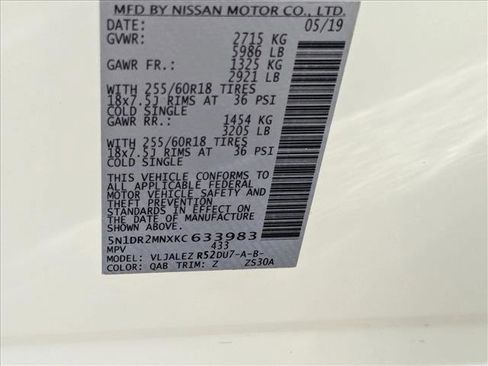 MFD BY NISSAN MOTOR CO., LTD.
DATE: 05/19
GVWR: 2715 KG
5986 LB
GAWR FR.: 1325 KG
2921 LB
WITH 255/60R18 TIRES
18x7.5J RIMS AT 36 PSI
COLD SINGLE
GAWR RR.: 1454 KG
3205 LB
WITH 255/60R18 TIRES
18x7.5J RIMS AT 36 PSI
COLD SINGLE
THIS VEHICLE CONFORMS TO ALL
APPLICABLE FEDERAL MOTOR
VEHICLE SAFETY AND
THEFT PREVENTION
STANDARDS IN EFFECT ON THE
DATE OF MANUFACTURE
SHOWN ABOVE.
5N1DR2MNXKC633983
MPV 433
MODEL: VLJALEZ R52DU7-A-B-
COLOR: QAB TRIM: Z ZS30A